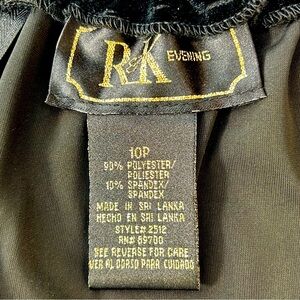 R&K EVENING
10P
90% POLYESTER/
POLIESTER
10% SPANDEX/
SPANDEX
MADE IN SRI LANKA
HECHO EN SRI LANKA
STYLE# 2512
RN# 69700
SEE REVERSE FOR CARE
VER AL DORSO PARA CUIDADO